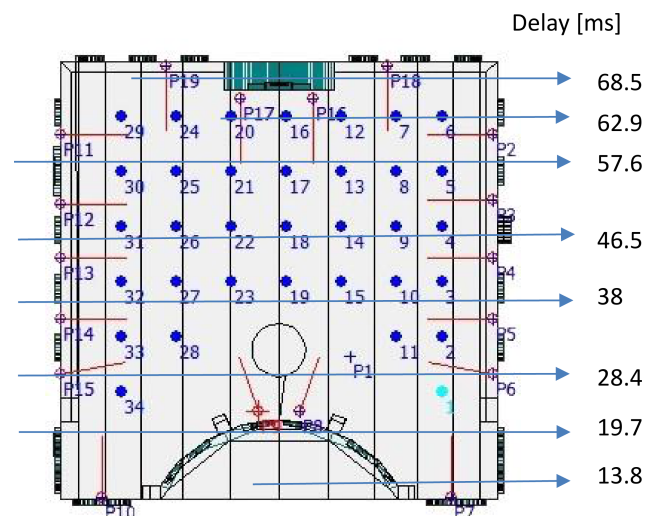 Delay [ms]
P19 P18 68.5
P17 P16 62.9
29 24 20 16 12 7 6
P11 P2 57.6
30 25 21 17 13 8 5
P12 P3
31 26 22 18 14 9 4 46.5
P13 P4
32 27 23 19 15 10 3 38
P14 P5
33 28 11 2
P1 28.4
P15 P6
34 1
19.7
13.8
P10 P7